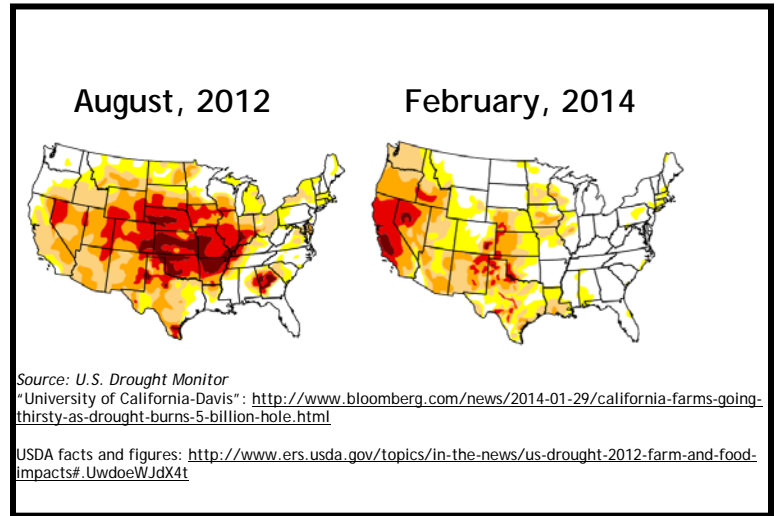 August, 2012
February, 2014
Source: U.S. Drought Monitor
“University of California-Davis”: http://www.bloomberg.com/news/2014-01-29/california-farms-going-
thirsty-as-drought-burns-5-billion-hole.html
USDA facts and figures: http://www.ers.usda.gov/topics/in-the-news/us-drought-2012-farm-and-food-
impacts#.UwdoeWJdX4t